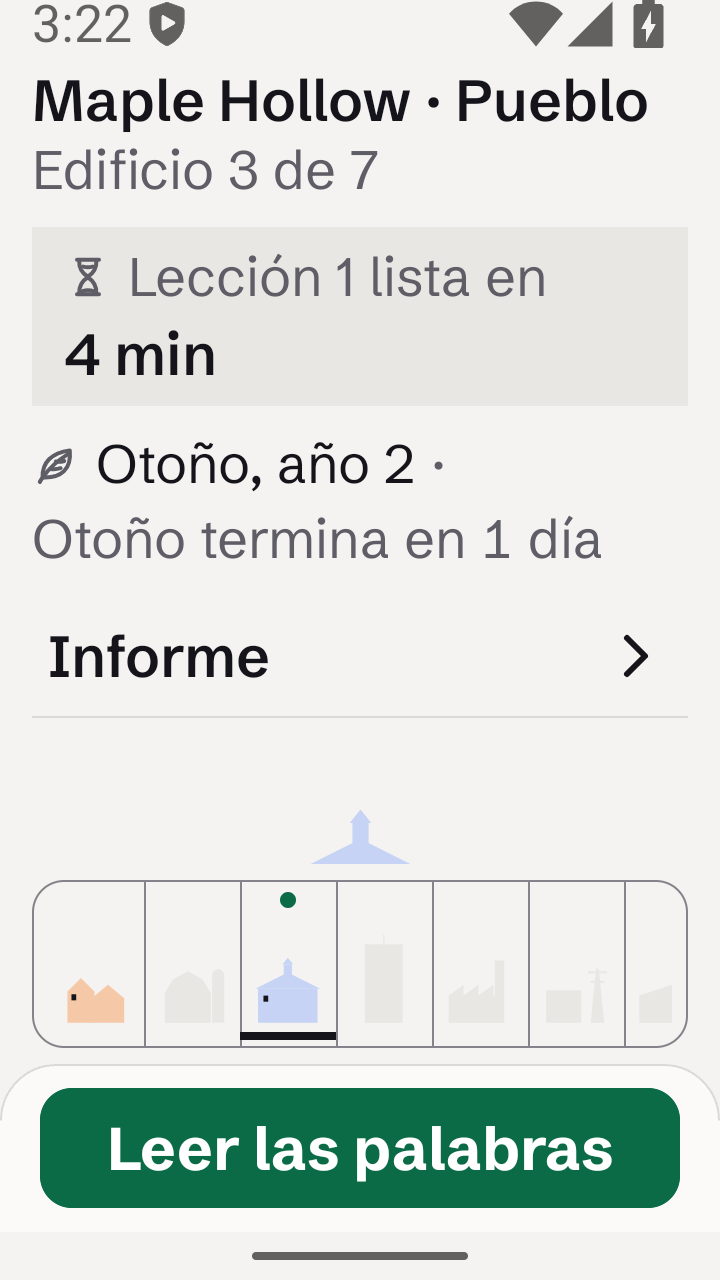 3:22
Maple Hollow · Pueblo
Edificio 3 de 7
Lección 1 lista en
4 min
Otoño, año 2 ·
Otoño termina en 1 día
Informe
Leer las palabras